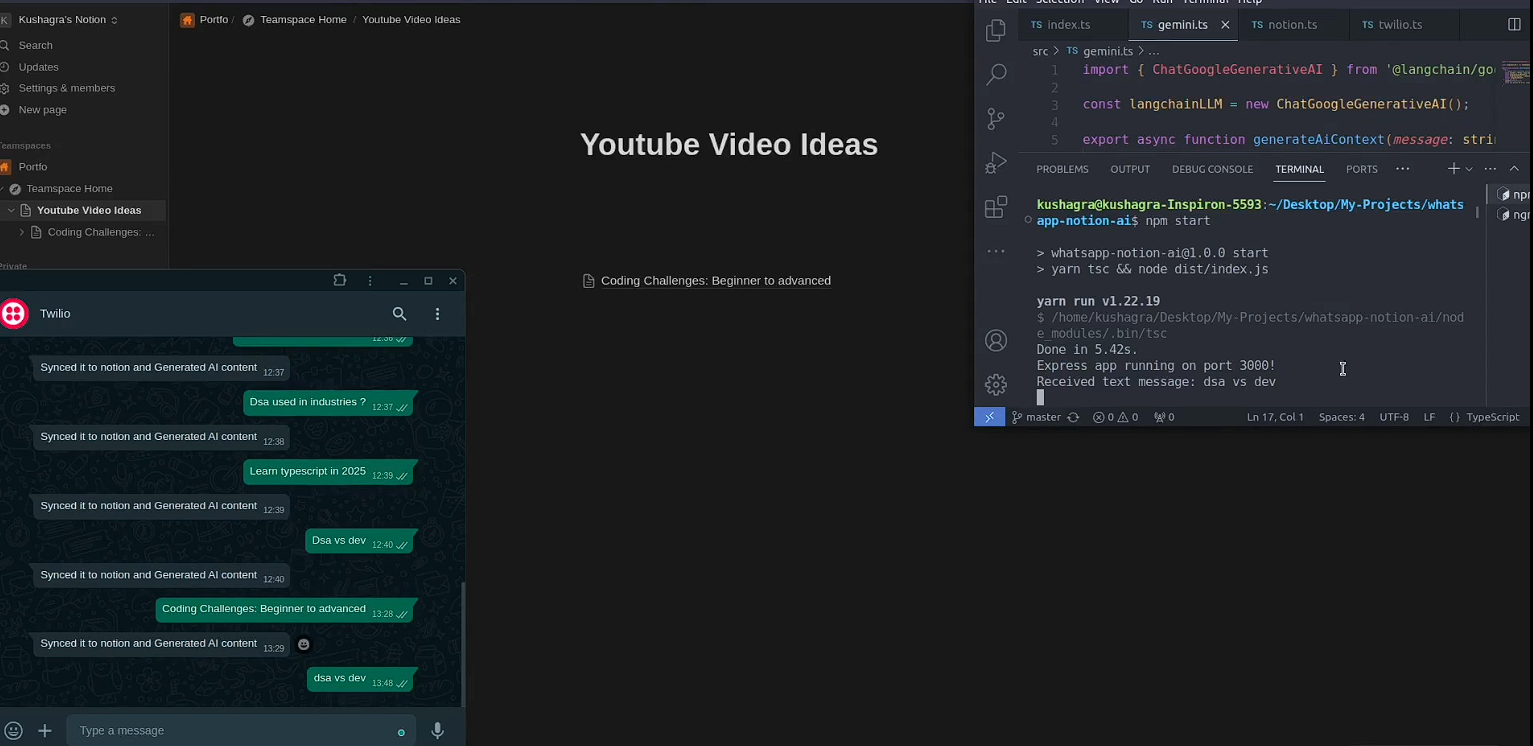 K Kushagra's Notion
Search
Updates
Settings & members
New page
Teamspaces
Portfo
Teamspace Home
Youtube Video Ideas
Coding Challenges: ...
Private
Portfo / Teamspace Home / Youtube Video Ideas
Youtube Video Ideas
Coding Challenges: Beginner to advanced
Twilio
12:36
Synced it to notion and Generated AI content 12:37
Dsa used in industries ? 12:37
Synced it to notion and Generated AI content 12:38
Learn typescript in 2025 12:39
Synced it to notion and Generated AI content 12:39
Dsa vs dev 12:40
Synced it to notion and Generated AI content 12:40
Coding Challenges: Beginner to advanced 13:28
Synced it to notion and Generated AI content 13:29
dsa vs dev 13:48
Type a message
File Edit Selection View Go Run Terminal Help
TS index.ts TS gemini.ts TS notion.ts TS twilio.ts
src > TS gemini.ts > ...
1 import { ChatGoogleGenerativeAI } from '@langchain/go
2
3 const langchainLLM = new ChatGoogleGenerativeAI();
4
5 export async function generateAiContext(message: stri
PROBLEMS OUTPUT DEBUG CONSOLE TERMINAL PORTS ...
npr
ngr
kushagra@kushagra-Inspiron-5593:~/Desktop/My-Projects/whats
app-notion-ai$ npm start
> whatsapp-notion-ai@1.0.0 start
> yarn tsc && node dist/index.js
yarn run v1.22.19
$ /home/kushagra/Desktop/My-Projects/whatsapp-notion-ai/nod
e_modules/.bin/tsc
Done in 5.42s.
Express app running on port 3000!
Received text message: dsa vs dev
master 0 0 0 Ln 17, Col 1 Spaces: 4 UTF-8 LF {} TypeScript